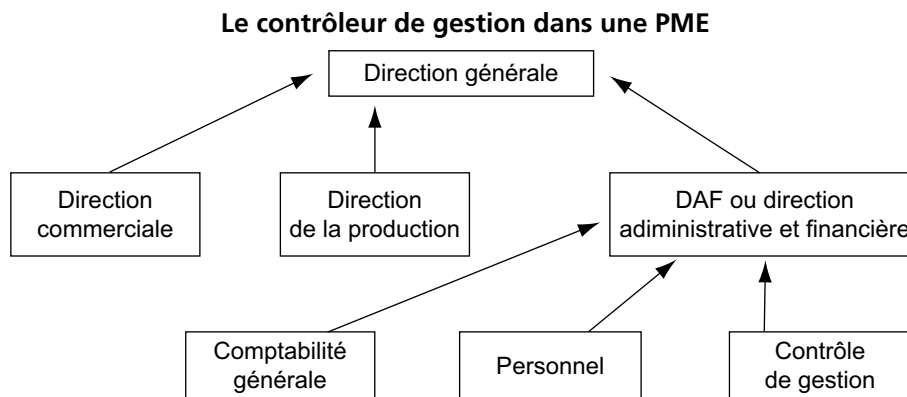 Le contrôleur de gestion dans une PME
Direction générale
Direction
commerciale
Direction
de la production
DAF ou direction
adiministrative et financière
Comptabilité
générale
Personnel
Contrôle
de gestion